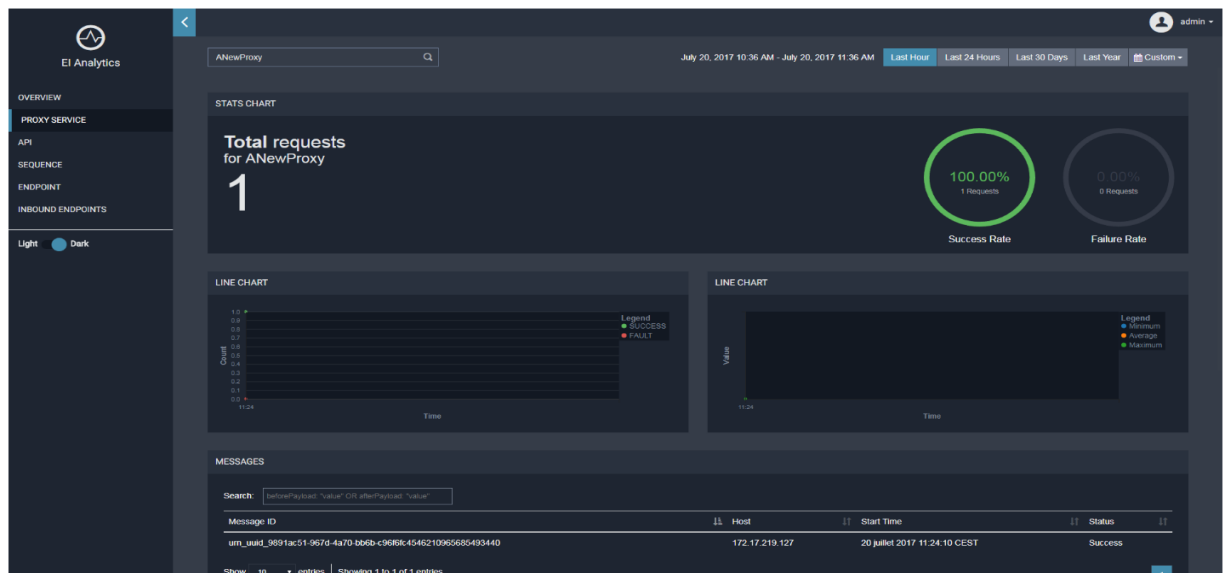 admin
EI Analytics
ANewProxy
July 20, 2017 10:36 AM - July 20, 2017 11:36 AM Last Hour Last 24 Hours Last 30 Days Last Year Custom
OVERVIEW
PROXY SERVICE
API
SEQUENCE
ENDPOINT
INBOUND ENDPOINTS
Light Dark
STATS CHART
Total requests
for ANewProxy
1
100.00%
1 Requests
Success Rate
0.00%
0 Requests
Failure Rate
LINE CHART
1.0
0.9
0.8
0.7
0.6
0.5
0.4
0.3
0.2
0.1
0.0
Count
11:24
Time
Legend
SUCCESS
FAULT
LINE CHART
Value
11:24
Time
Legend
Minimum
Average
Maximum
MESSAGES
Search: beforePayload: "value" OR afterPayload: "value"
Message ID Host Start Time Status
urn_uuid_9891ac51-967d-4a70-bb6b-c96f6fc4546210965685493440 172.17.219.127 20 juillet 2017 11:24:10 CEST Success
Show 10 entries Showing 1 to 1 of 1 entries